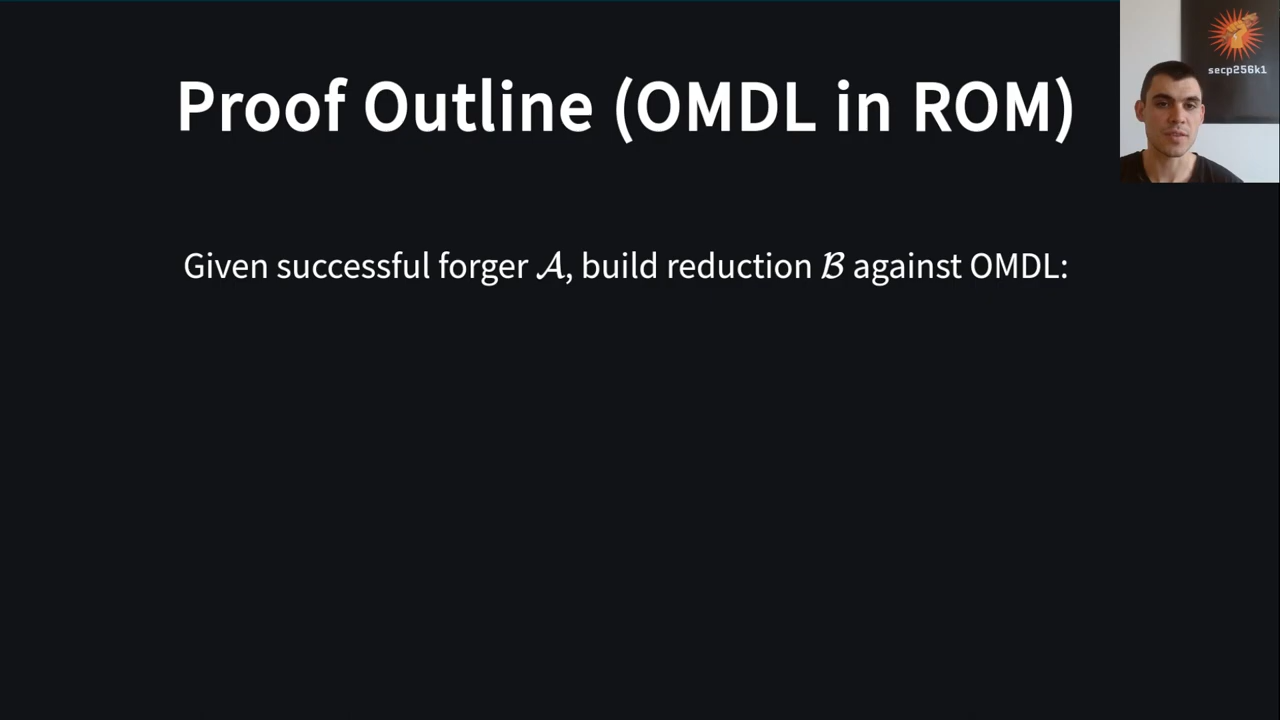 Proof Outline (OMDL in ROM)
secp256k1
Given successful forger 𝒜, build reduction ℬ against OMDL: